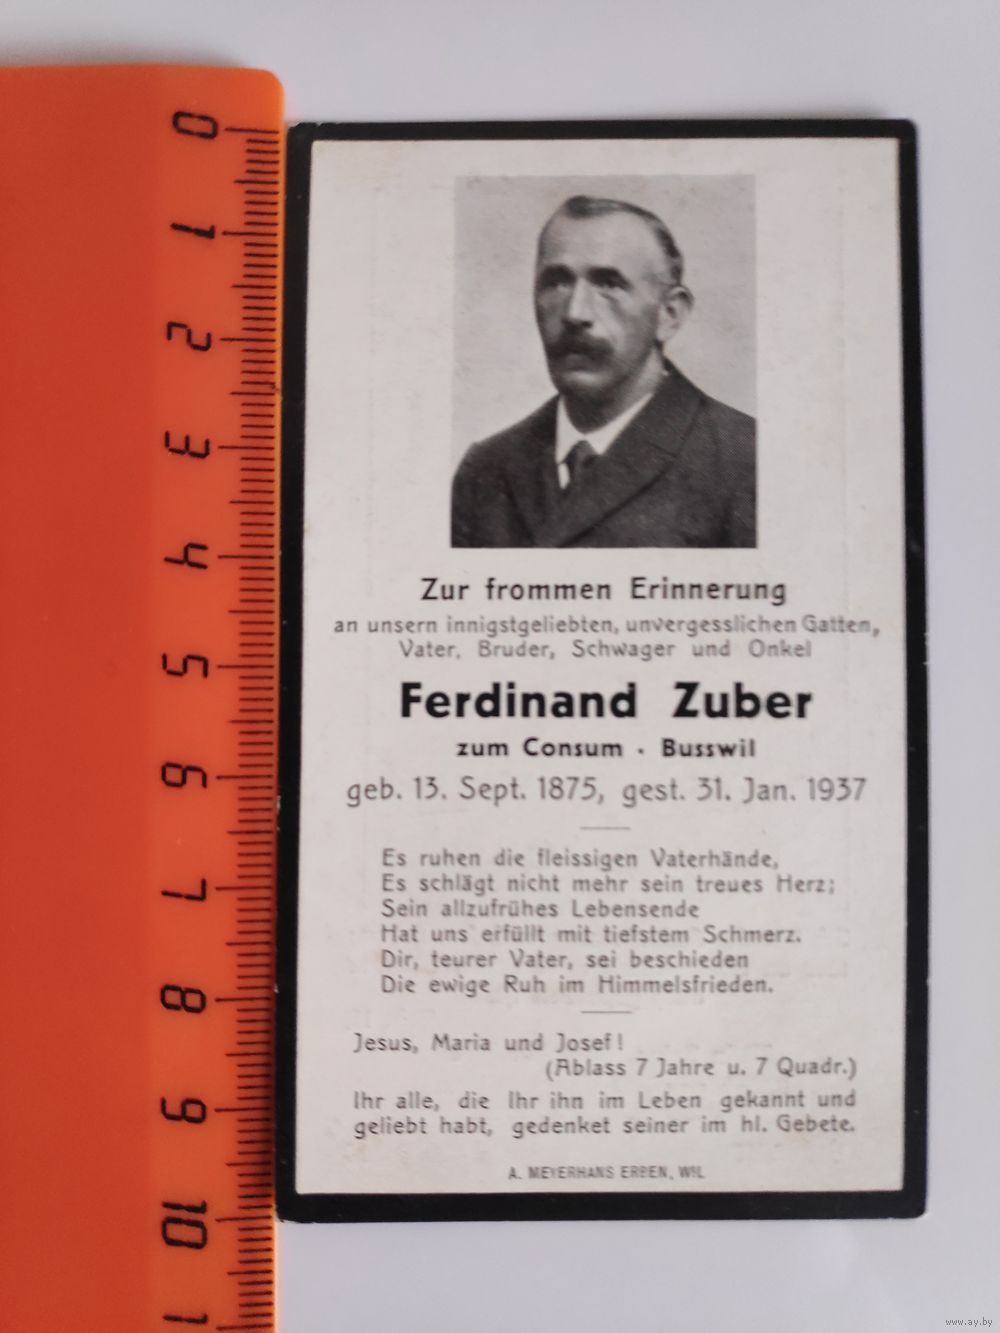 0
1
2
3
4
5
6
7
8
9
10
1
Zur frommen Erinnerung
an unsern innigstgeliebten, unvergesslichen Gatten,
Vater, Bruder, Schwager und Onkel
Ferdinand Zuber
zum Consum · Busswil
geb. 13. Sept. 1875, gest. 31. Jan. 1937
Es ruhen die fleissigen Vaterhände,
Es schlägt nicht mehr sein treues Herz;
Sein allzufrühes Lebensende
Hat uns erfüllt mit tiefstem Schmerz.
Dir, teurer Vater, sei beschieden
Die ewige Ruh im Himmelsfrieden.
Jesus, Maria und Josef!
(Ablass 7 Jahre u. 7 Quadr.)
Ihr alle, die Ihr ihn im Leben gekannt und
geliebt habt, gedenket seiner im hl. Gebete.
A. MEYERHANS ERBEN, WIL
www.ay.by